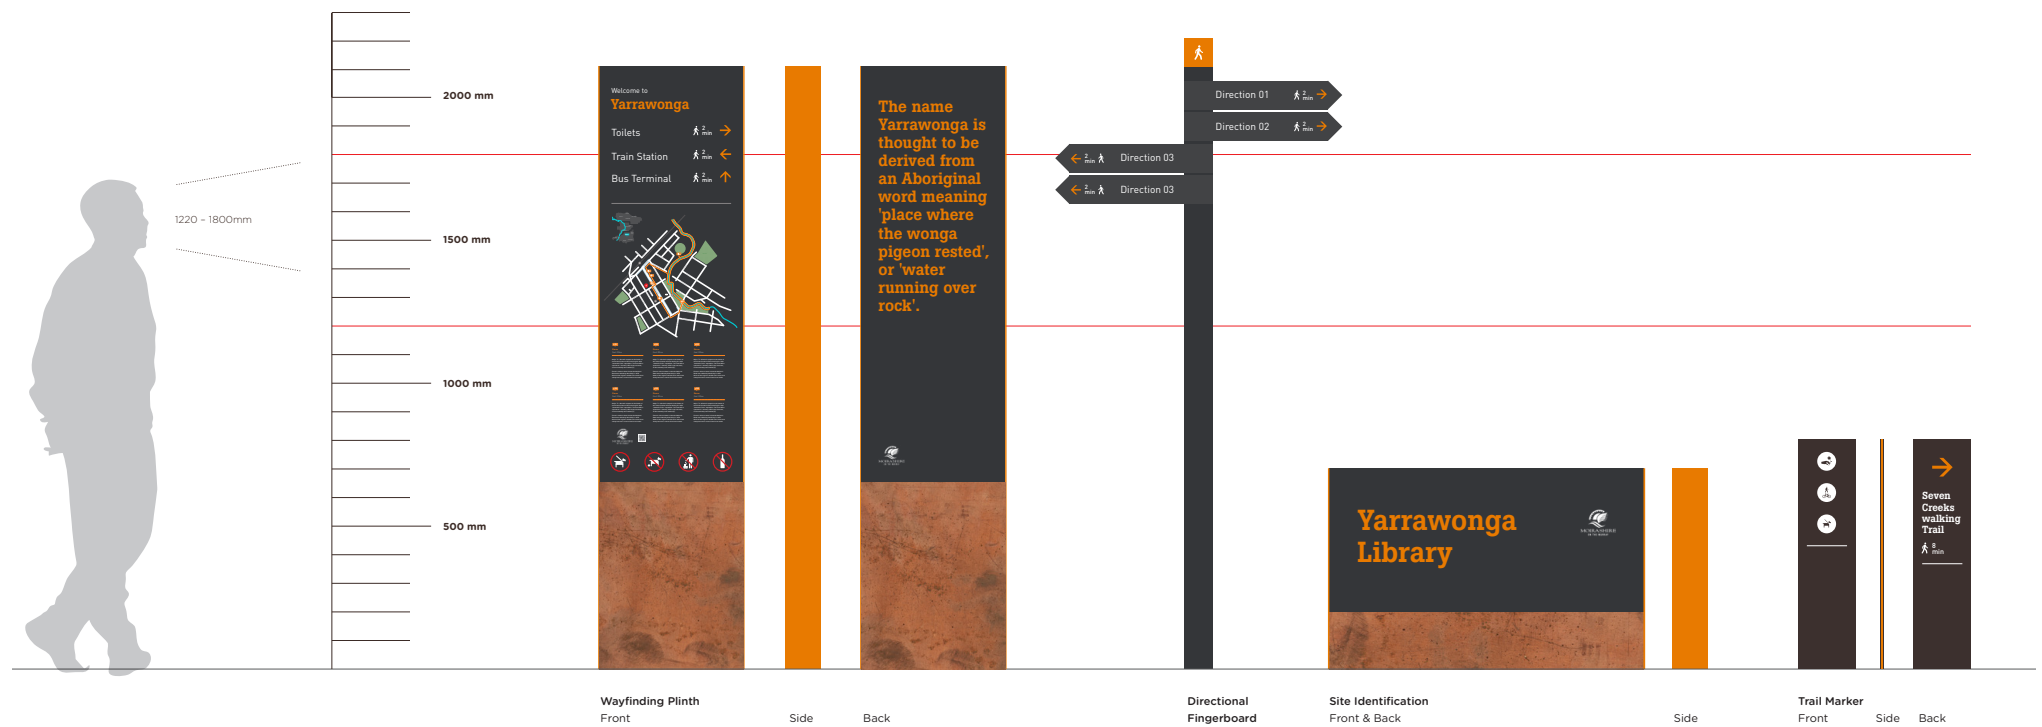 2000 mm
1500 mm
1000 mm
500 mm
1220 - 1800mm
Welcome to
Yarrawonga
Toilets 2 min
Train Station 2 min
Bus Terminal 2 min
The name
Yarrawonga is
thought to be
derived from
an Aboriginal
word meaning
'place where
the wonga
pigeon rested',
or 'water
running over
rock'.
Direction 01 2 min
Direction 02 2 min
2 min Direction 03
2 min Direction 03
Yarrawonga
Library
Seven
Creeks
walking
Trail
8 min
Wayfinding Plinth
Front
Side
Back
Directional
Fingerboard
Site Identification
Front & Back
Side
Trail Marker
Front
Side
Back